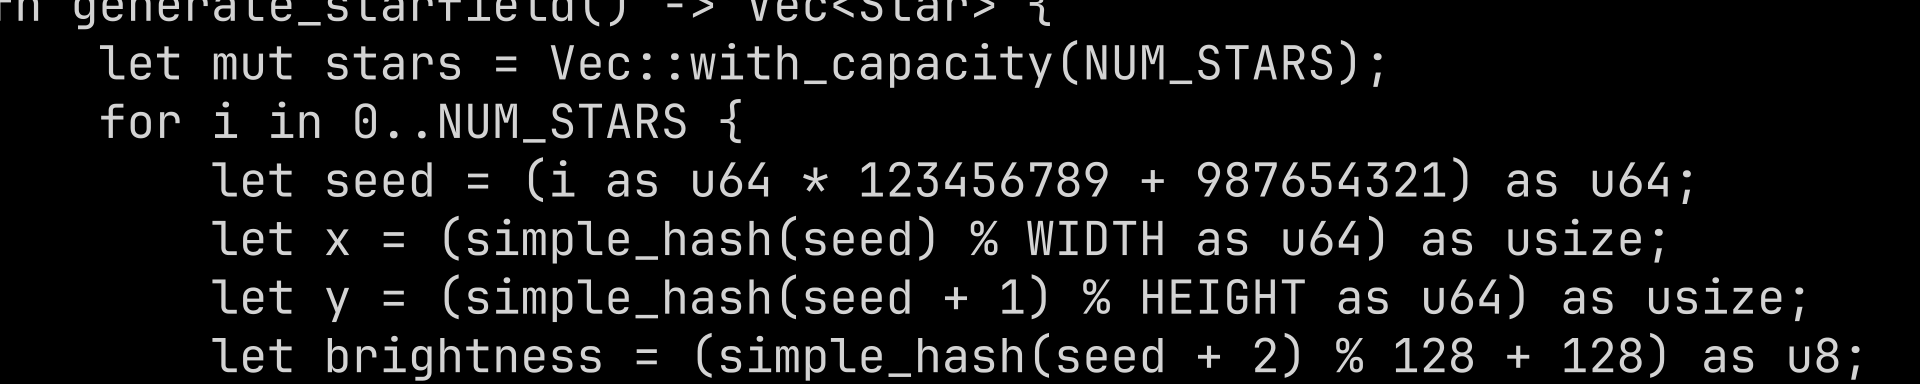 fn generate_starfield() -> Vec<Star> {
    let mut stars = Vec::with_capacity(NUM_STARS);
    for i in 0..NUM_STARS {
        let seed = (i as u64 * 123456789 + 987654321) as u64;
        let x = (simple_hash(seed) % WIDTH as u64) as usize;
        let y = (simple_hash(seed + 1) % HEIGHT as u64) as usize;
        let brightness = (simple_hash(seed + 2) % 128 + 128) as u8;